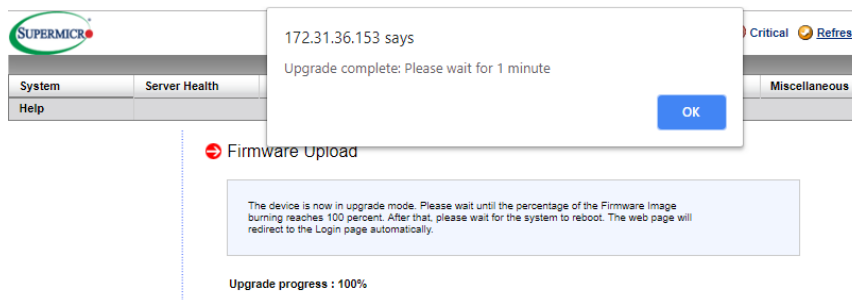 SUPERMICR
172.31.36.153 says
Upgrade complete: Please wait for 1 minute
OK
Critical Refres
System Server Health Miscellaneous
Help
Firmware Upload
The device is now in upgrade mode. Please wait until the percentage of the Firmware Image
burning reaches 100 percent. After that, please wait for the system to reboot. The web page will
redirect to the Login page automatically.
Upgrade progress : 100%